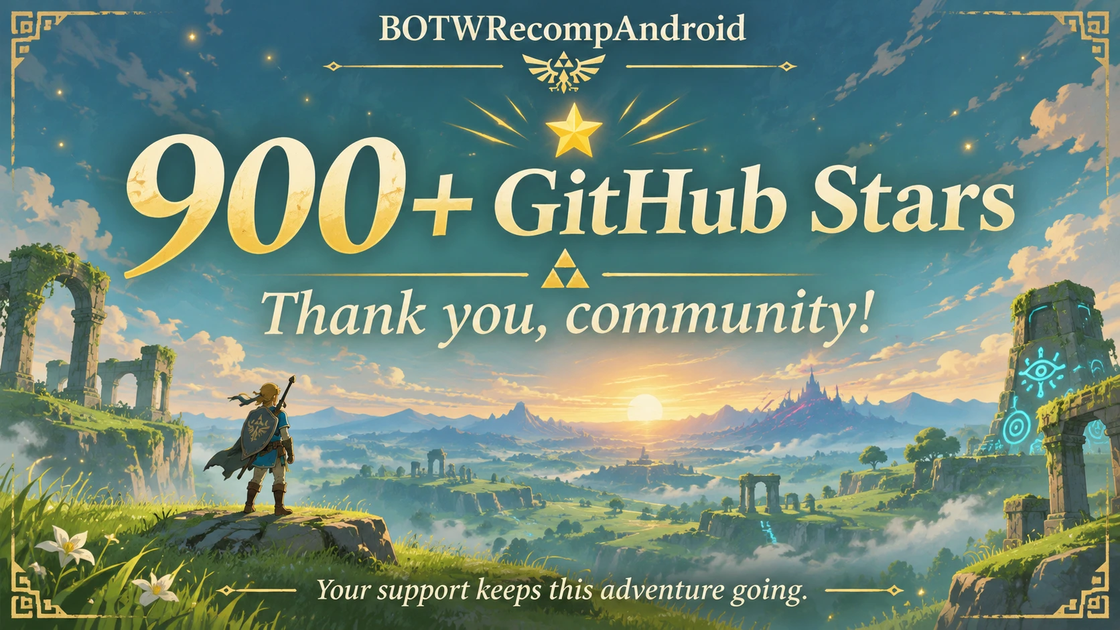 BOTWRecompAndroid
900+ GitHub Stars
Thank you, community!
Your support keeps this adventure going.